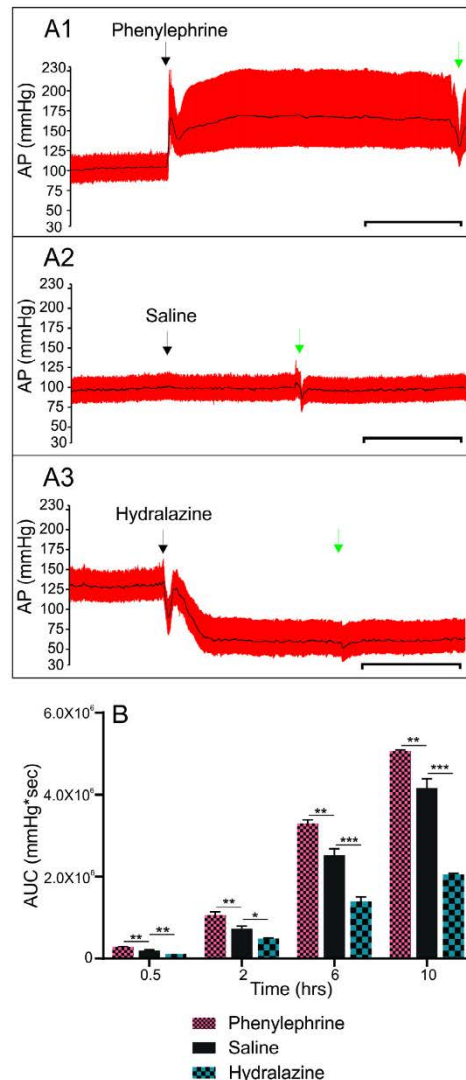 A1
Phenylephrine
AP (mmHg)
230
200
175
150
125
100
75
50
30
A2
Saline
AP (mmHg)
230
200
175
150
125
100
75
50
30
A3
Hydralazine
AP (mmHg)
230
200
175
150
125
100
75
50
30
B
AUC (mmHg*sec)
6.0X10⁶
4.0X10⁶
2.0X10⁶
0
** **
** *
** ***
** ***
0.5 2 6 10
Time (hrs)
Phenylephrine
Saline
Hydralazine